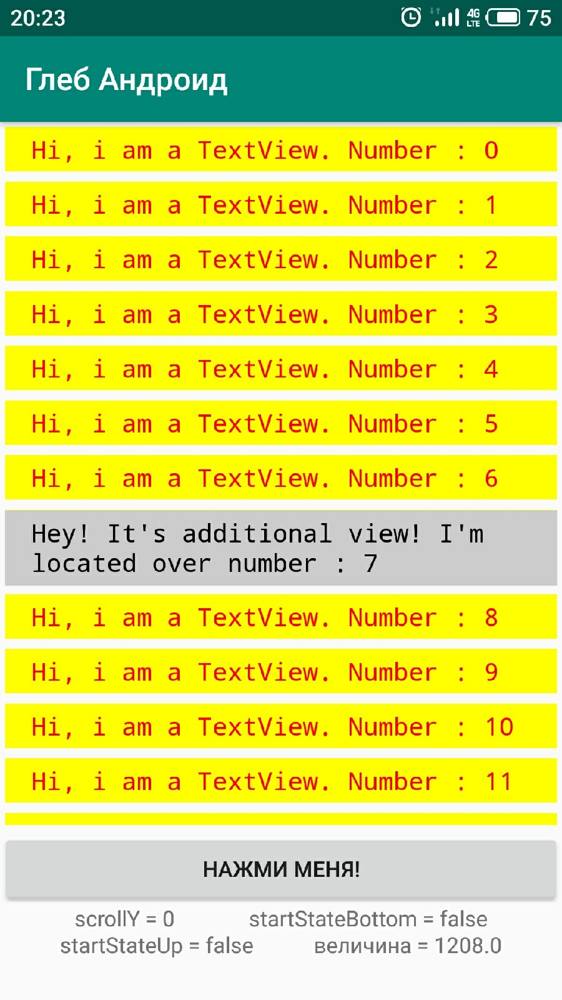 20:23
4G LTE 75
Глеб Андроид
Hi, i am a TextView. Number : 0
Hi, i am a TextView. Number : 1
Hi, i am a TextView. Number : 2
Hi, i am a TextView. Number : 3
Hi, i am a TextView. Number : 4
Hi, i am a TextView. Number : 5
Hi, i am a TextView. Number : 6
Hey! It's additional view! I'm
located over number : 7
Hi, i am a TextView. Number : 8
Hi, i am a TextView. Number : 9
Hi, i am a TextView. Number : 10
Hi, i am a TextView. Number : 11
НАЖМИ МЕНЯ!
scrollY = 0 startStateBottom = false
startStateUp = false величина = 1208.0